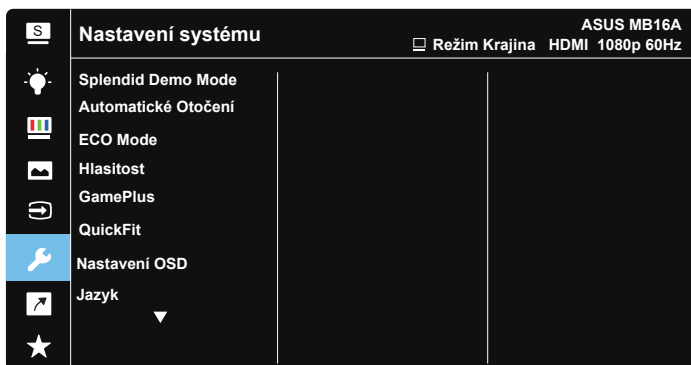 S
Nastavení systému
ASUS MB16A
Režim Krajina HDMI 1080p 60Hz
Splendid Demo Mode
Automatické Otočení
ECO Mode
Hlasitost
GamePlus
QuickFit
Nastavení OSD
Jazyk